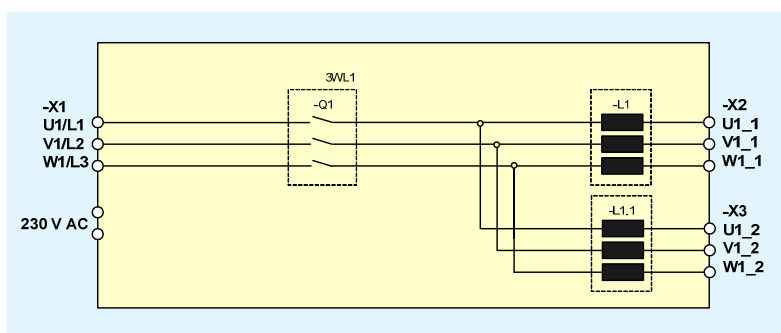 3WL1
-X1
-Q1
-L1
-X2
U1/L1
U1_1
V1/L2
V1_1
W1/L3
W1_1
-L1.1
-X3
230 V AC
U1_2
V1_2
W1_2